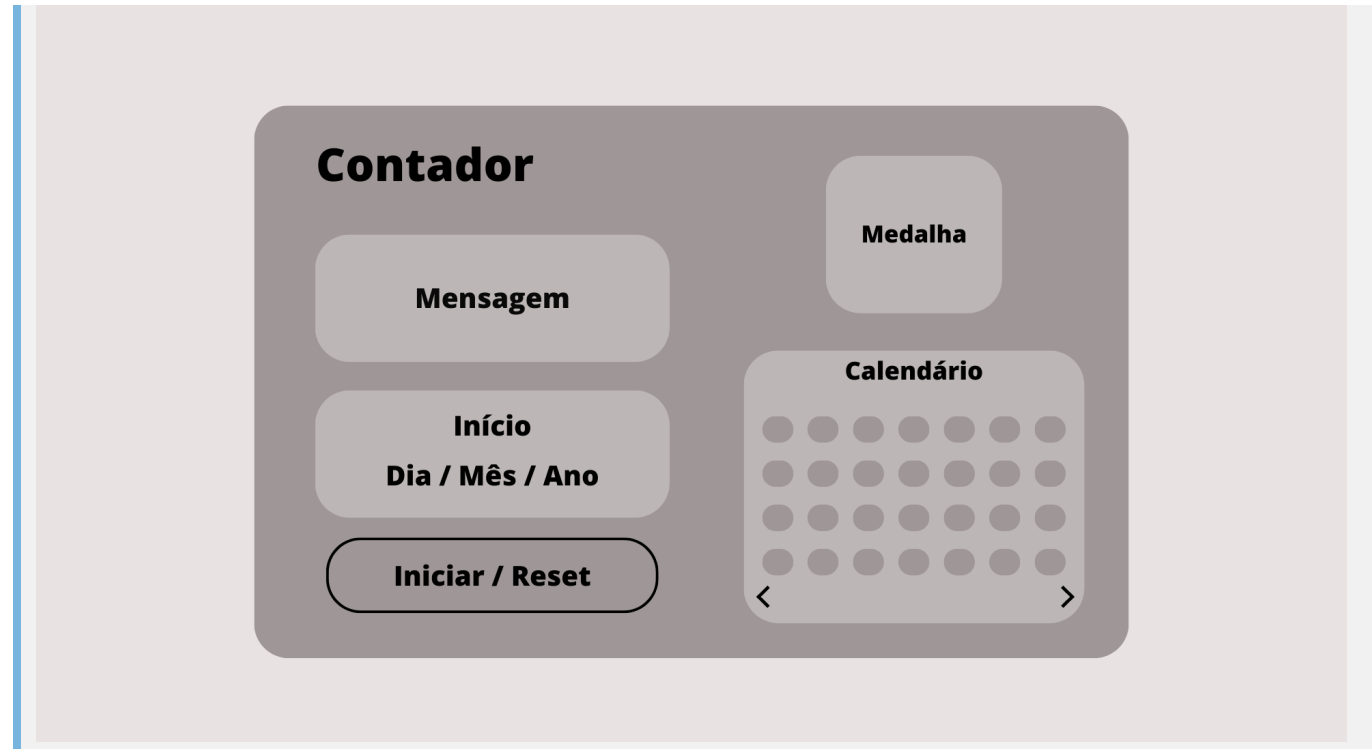 Contador
Mensagem
Início
Dia / Mês / Ano
Iniciar / Reset
Medalha
Calendário